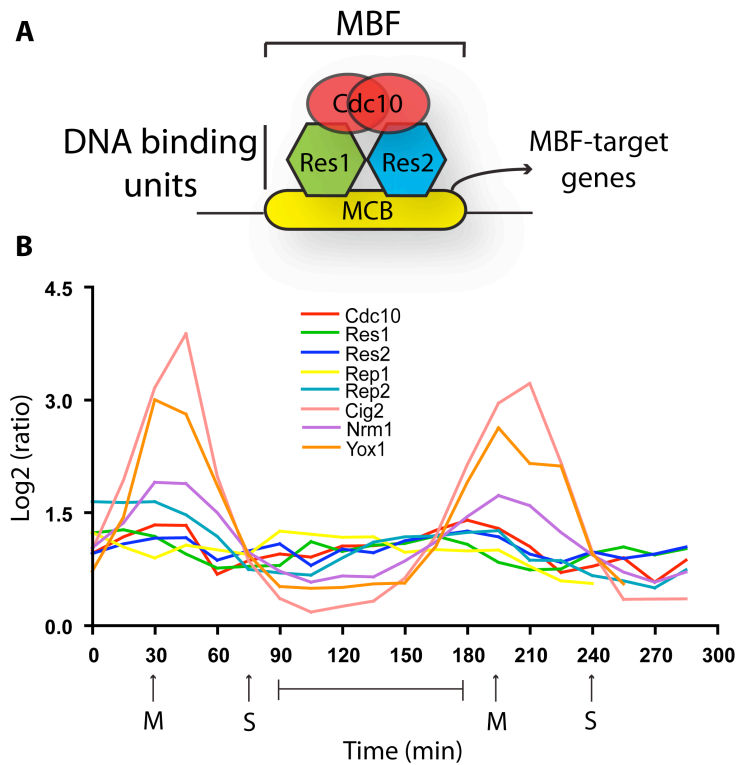 A
MBF
Cdc10
DNA binding
units
Res1
Res2
MBF-target
genes
MCB
B
4.5
3.0
1.5
0.0
Log2 (ratio)
Cdc10
Res1
Res2
Rep1
Rep2
Cig2
Nrm1
Yox1
0 30 60 90 120 150 180 210 240 270 300
M S M S
Time (min)